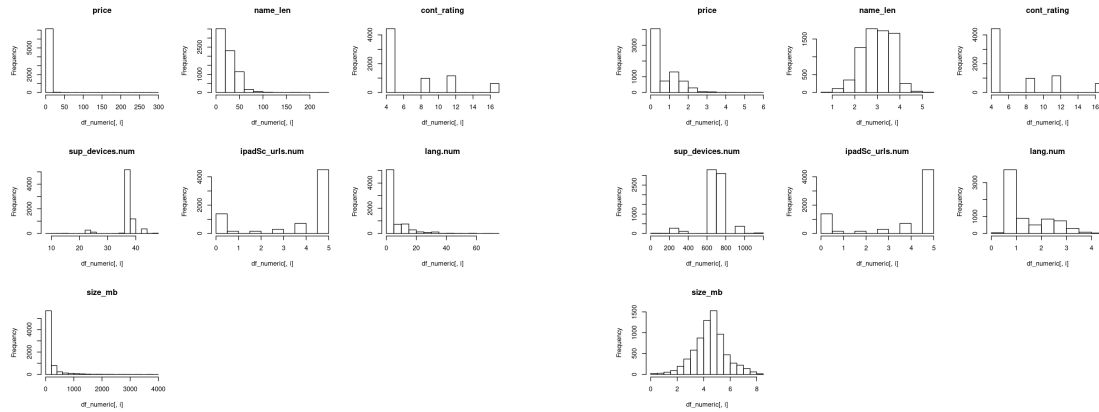 price
name_len
cont_rating
price
name_len
cont_rating
Frequency
0 2000 5000
0 50 100 150 200 250 300
df_numeric[, i]
Frequency
0 1000 2500
0 50 100 150 200
df_numeric[, i]
Frequency
0 2000 4000
4 6 8 10 12 14 16
df_numeric[, i]
Frequency
0 1000 3000
0 1 2 3 4 5 6
df_numeric[, i]
Frequency
0 500 1500
1 2 3 4 5
df_numeric[, i]
Frequency
0 2000 4000
4 6 8 10 12 14 16
df_numeric[, i]
sup_devices.num
ipadSc_urls.num
lang.num
sup_devices.num
ipadSc_urls.num
lang.num
Frequency
0 2000 4000
10 20 30 40
df_numeric[, i]
Frequency
0 2000 4000
0 1 2 3 4 5
df_numeric[, i]
Frequency
0 2000 4000
0 20 40 60
df_numeric[, i]
Frequency
0 1000 2500
0 200 400 600 800 1000
df_numeric[, i]
Frequency
0 2000 4000
0 1 2 3 4 5
df_numeric[, i]
Frequency
0 1000 3000
0 1 2 3 4
df_numeric[, i]
size_mb
size_mb
Frequency
0 2000 4000
0 1000 2000 3000 4000
df_numeric[, i]
Frequency
0 500 1000 1500
0 2 4 6 8
df_numeric[, i]